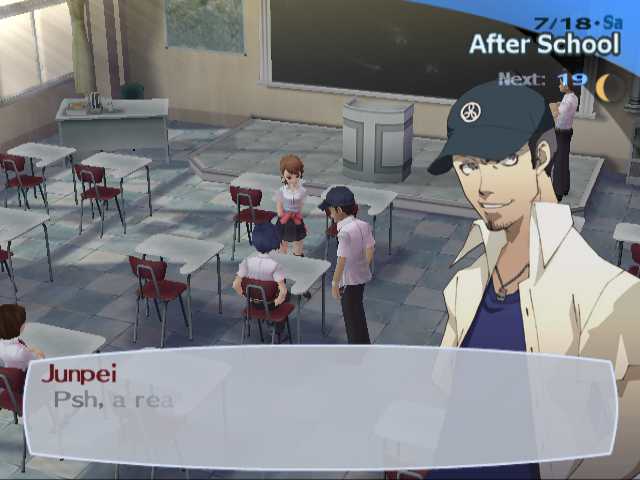 7/18・Sa
After School
Next: 19
Junpei
Psh, a rea